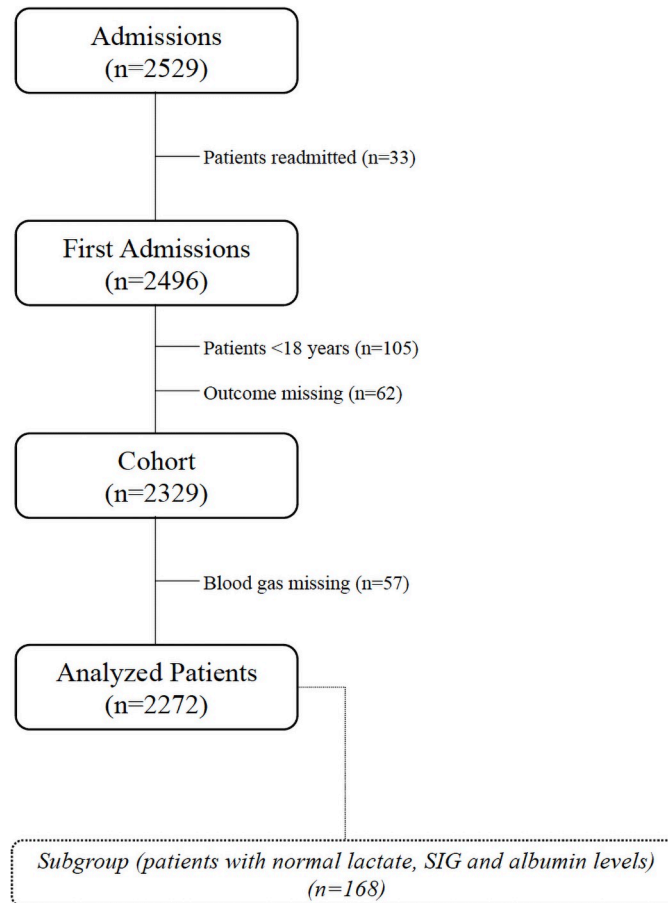 Admissions
(n=2529)
Patients readmitted (n=33)
First Admissions
(n=2496)
Patients <18 years (n=105)
Outcome missing (n=62)
Cohort
(n=2329)
Blood gas missing (n=57)
Analyzed Patients
(n=2272)
Subgroup (patients with normal lactate, SIG and albumin levels)
(n=168)